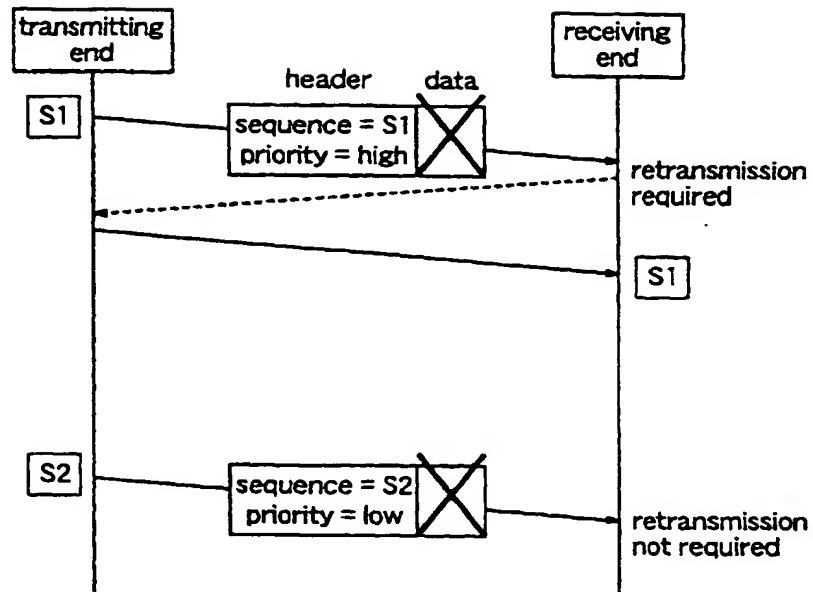 transmitting
end
receiving
end
header
data
S1
sequence = S1
priority = high
retransmission
required
S1
S2
sequence = S2
priority = low
retransmission
not required